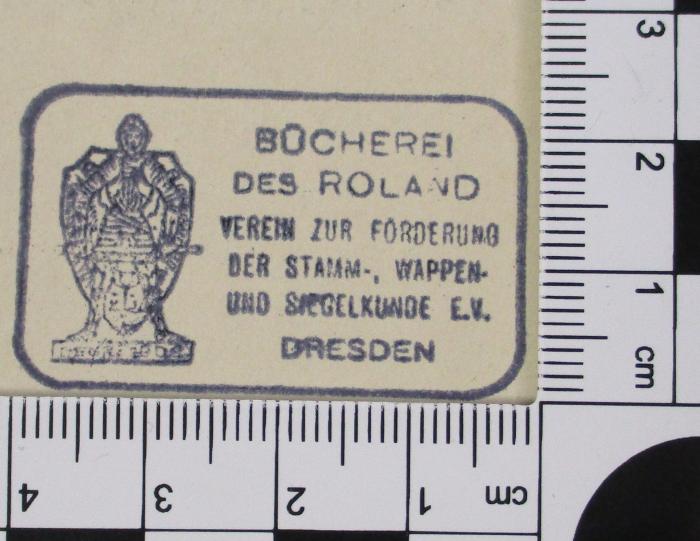 BÜCHEREI
DES ROLAND
VEREIN ZUR FÖRDERUNG
DER STAMM-, WAPPEN-
UND SIEGELKUNDE E.V.
DRESDEN
3
2
1
cm
4 3 2 1 cm